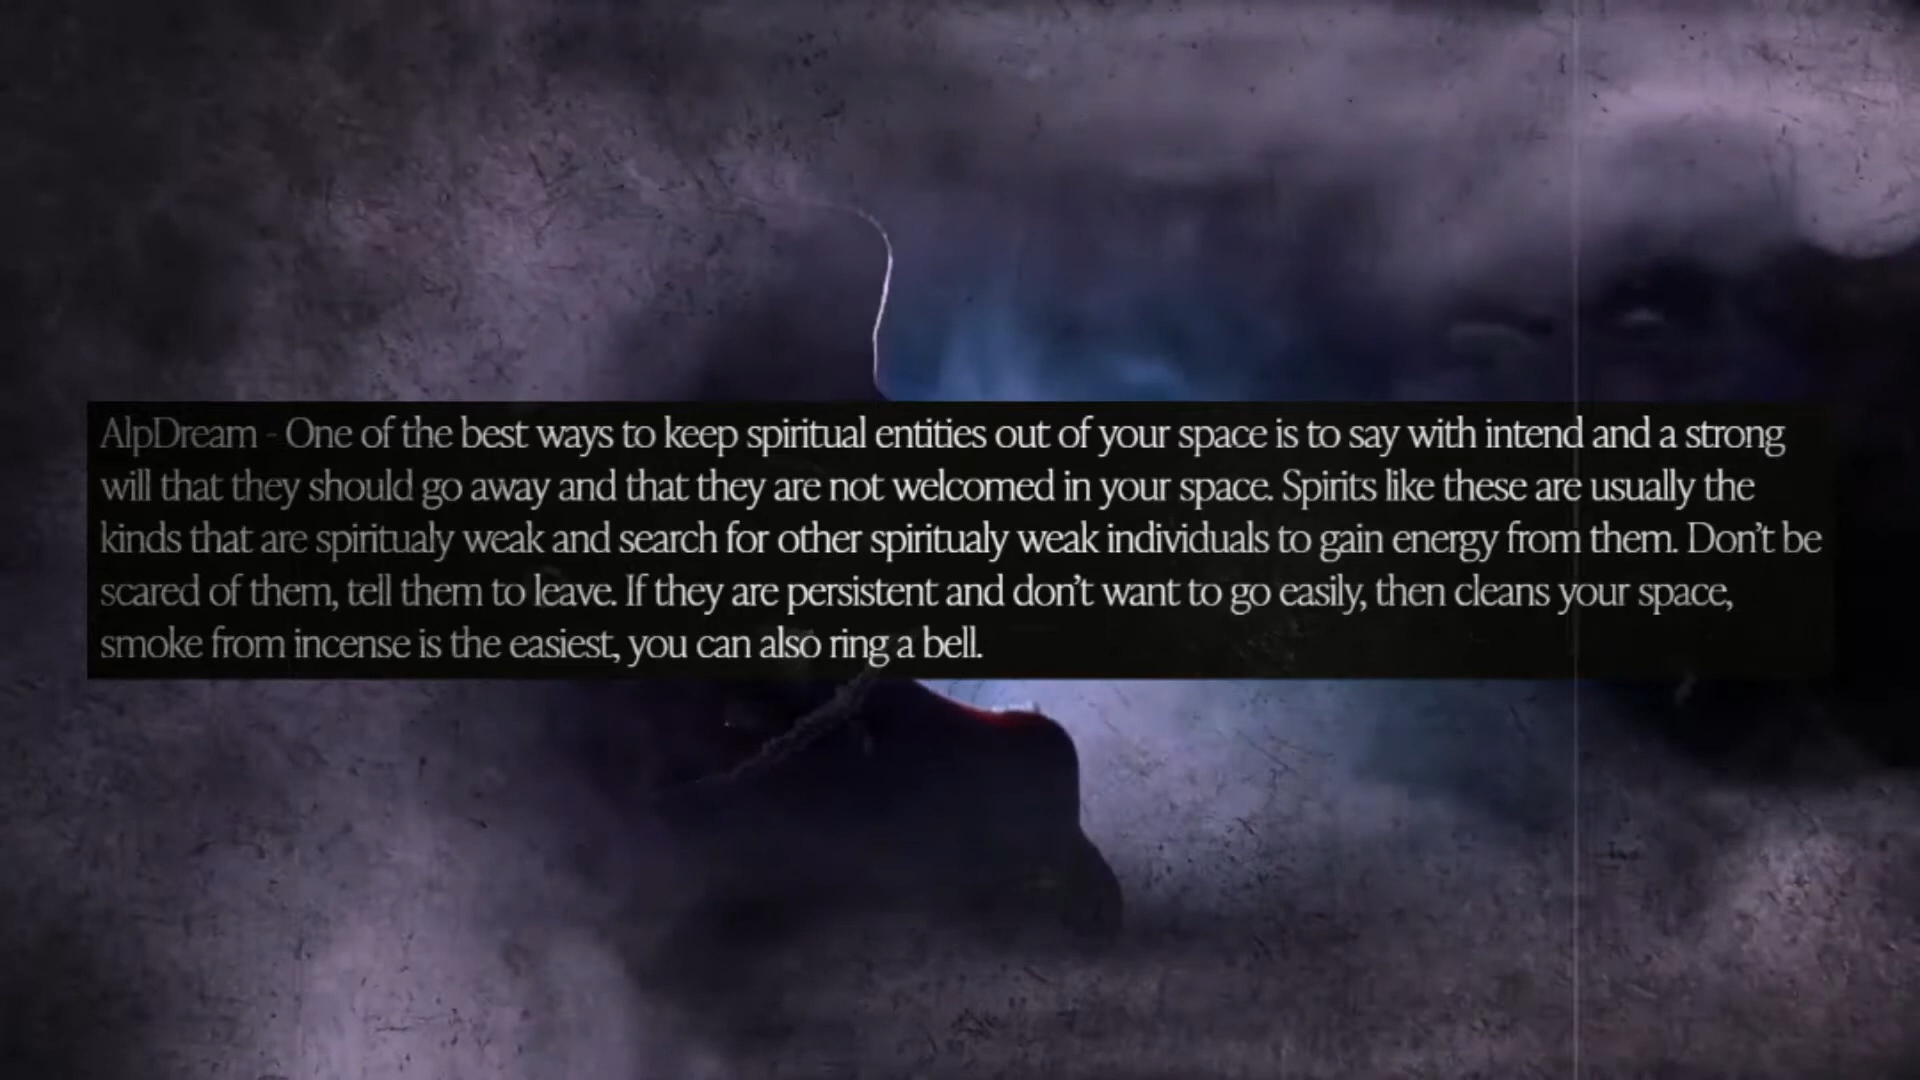 AlpDream - One of the best ways to keep spiritual entities out of your space is to say with intend and a strong
will that they should go away and that they are not welcomed in your space. Spirits like these are usually the
kinds that are spiritualy weak and search for other spiritualy weak individuals to gain energy from them. Don't be
scared of them, tell them to leave. If they are persistent and don't want to go easily, then cleans your space,
smoke from incense is the easiest, you can also ring a bell.